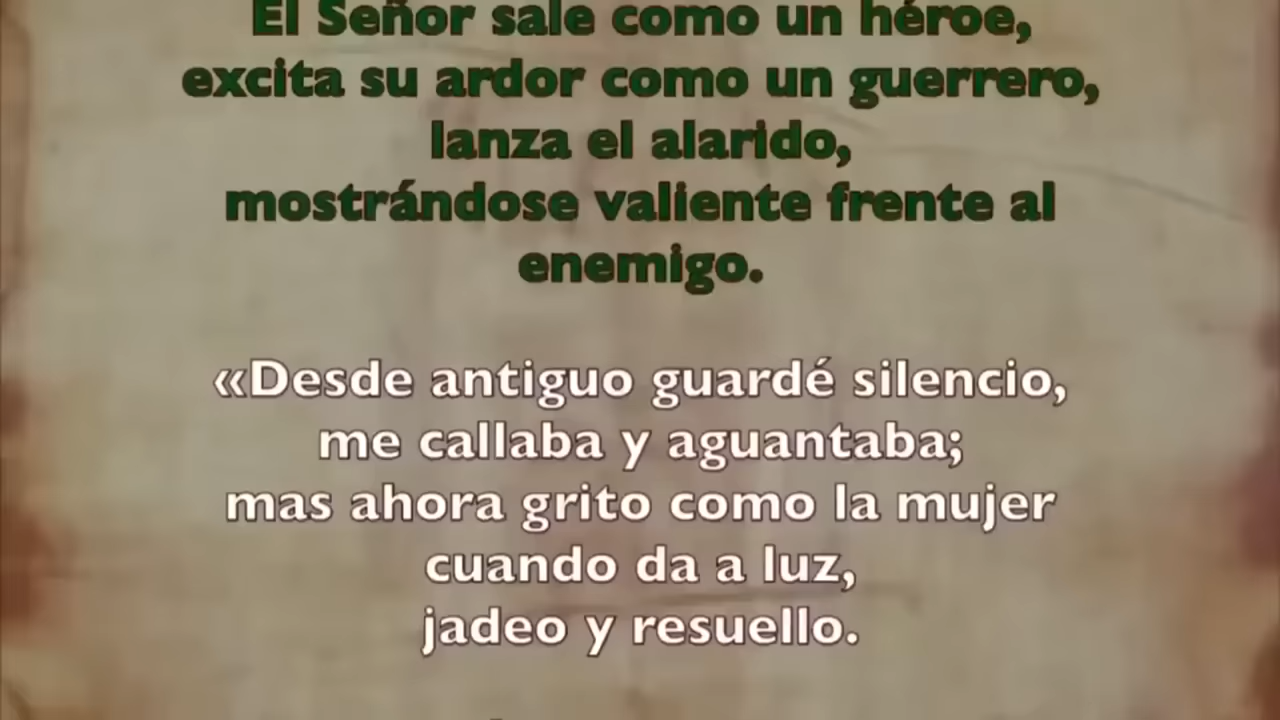 El Señor sale como un héroe,
excita su ardor como un guerrero,
lanza el alarido,
mostrándose valiente frente al
enemigo.
«Desde antiguo guardé silencio,
me callaba y aguantaba;
mas ahora grito como la mujer
cuando da a luz,
jadeo y resuello.